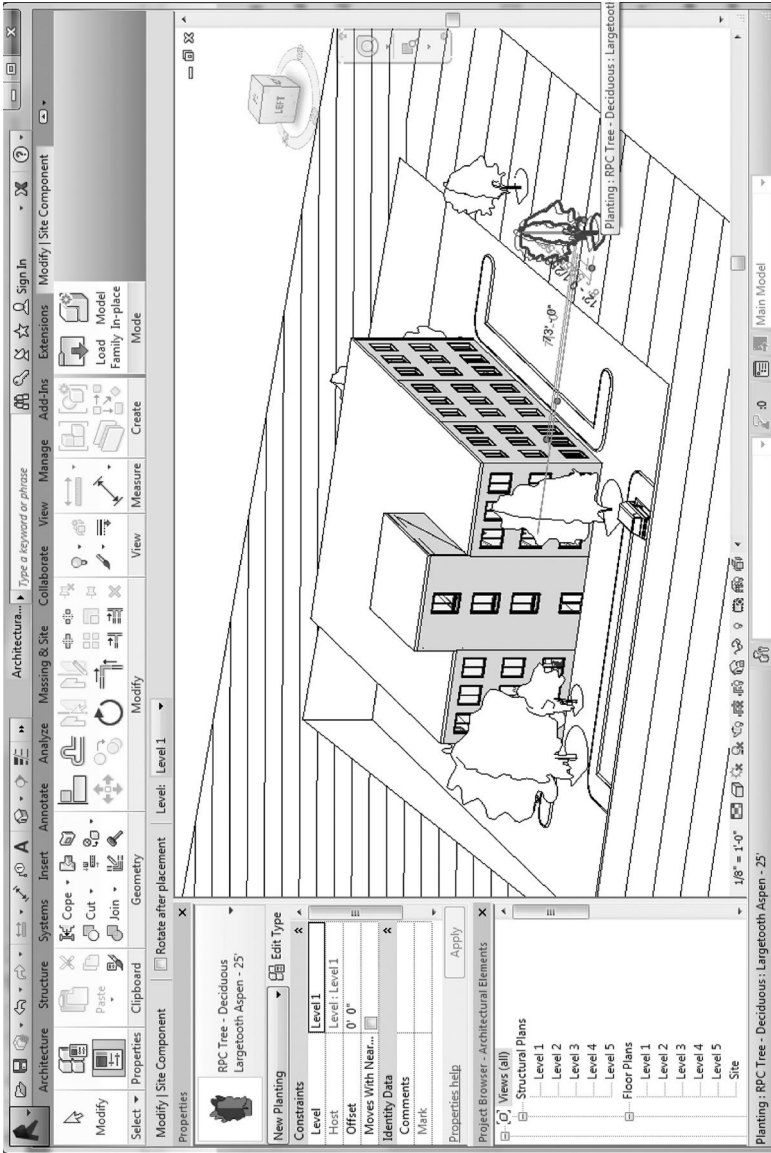 Architectura...
Type a keyword or phrase
Sign In
Architecture Structure Systems Insert Annotate Analyze Massing & Site Collaborate View Manage Add-Ins Extensions Modify | Site Component
Modify
Paste
Cope
Cut
Join
Load Family
Model In-place
Select Properties Clipboard Geometry Modify View Measure Create Mode
Modify | Site Component
Rotate after placement
Level: Level 1
Properties
RPC Tree - Deciduous
Largetooth Aspen - 25'
New Planting
Edit Type
Constraints
Level Level 1
Host Level : Level 1
Offset 0' 0"
Moves With Near...
Identity Data
Comments
Mark
Properties help
Apply
Project Browser - Architectural Elements
Views (all)
Structural Plans
Level 1
Level 2
Level 3
Level 4
Level 5
Floor Plans
Level 1
Level 2
Level 3
Level 4
Level 5
Site
LEFT
73' - 0"
Planting : RPC Tree - Deciduous : Largetooth
1/8" = 1'-0"
Planting : RPC Tree - Deciduous : Largetooth Aspen - 25'
:0
Main Model